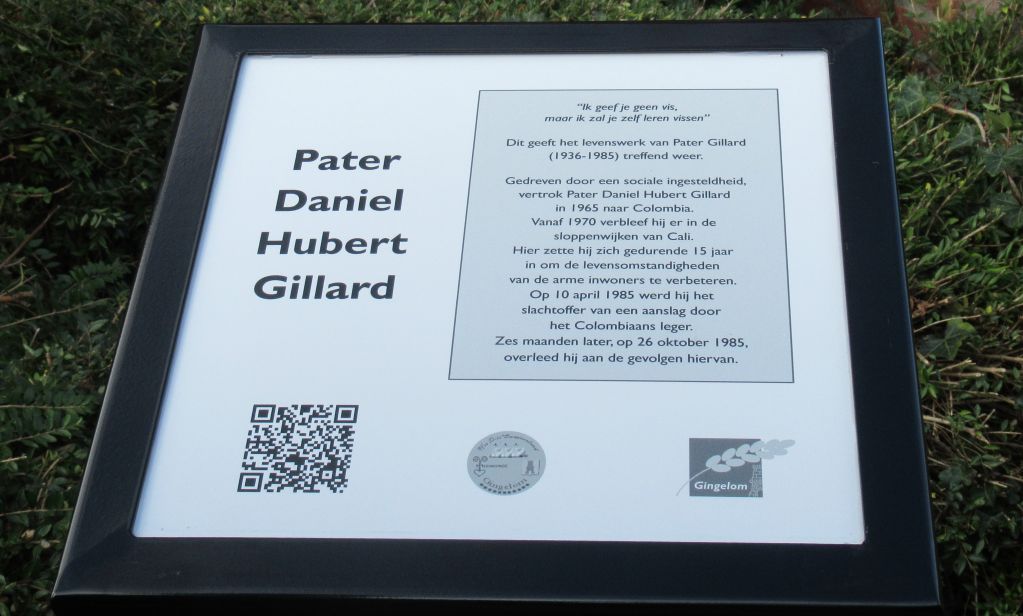 Pater
Daniel
Hubert
Gillard
“Ik geef je geen vis,
maar ik zal je zelf leren vissen”
Dit geeft het levenswerk van Pater Gillard
(1936-1985) treffend weer.
Gedreven door een sociale ingesteldheid,
vertrok Pater Daniel Hubert Gillard
in 1965 naar Colombia.
Vanaf 1970 verbleef hij er in de
sloppenwijken van Cali.
Hier zette hij zich gedurende 15 jaar
in om de levensomstandigheden
van de arme inwoners te verbeteren.
Op 10 april 1985 werd hij het
slachtoffer van een aanslag door
het Colombiaans leger.
Zes maanden later, op 26 oktober 1985,
overleed hij aan de gevolgen hiervan.
Gingelom
Gingelom